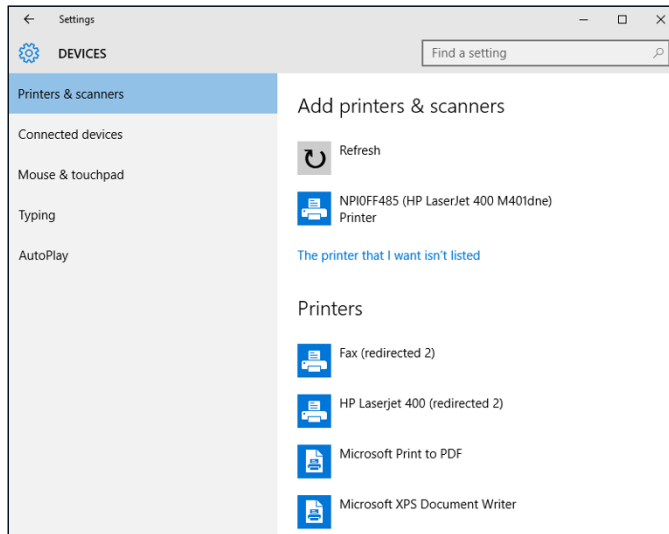 Settings
DEVICES
Find a setting
Printers & scanners
Connected devices
Mouse & touchpad
Typing
AutoPlay
Add printers & scanners
Refresh
NPI0FF485 (HP LaserJet 400 M401dne)
Printer
The printer that I want isn't listed
Printers
Fax (redirected 2)
HP Laserjet 400 (redirected 2)
Microsoft Print to PDF
Microsoft XPS Document Writer